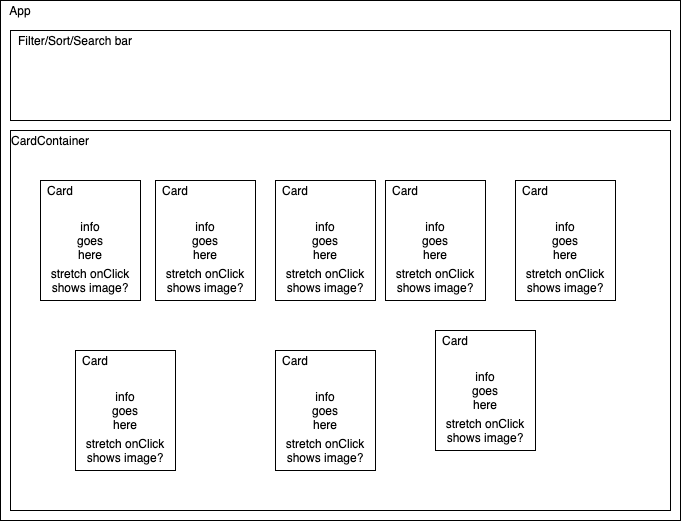 App
Filter/Sort/Search bar
CardContainer
Card
info
goes
here
stretch onClick
shows image?
Card
info
goes
here
stretch onClick
shows image?
Card
info
goes
here
stretch onClick
shows image?
Card
info
goes
here
stretch onClick
shows image?
Card
info
goes
here
stretch onClick
shows image?
Card
info
goes
here
stretch onClick
shows image?
Card
info
goes
here
stretch onClick
shows image?
Card
info
goes
here
stretch onClick
shows image?